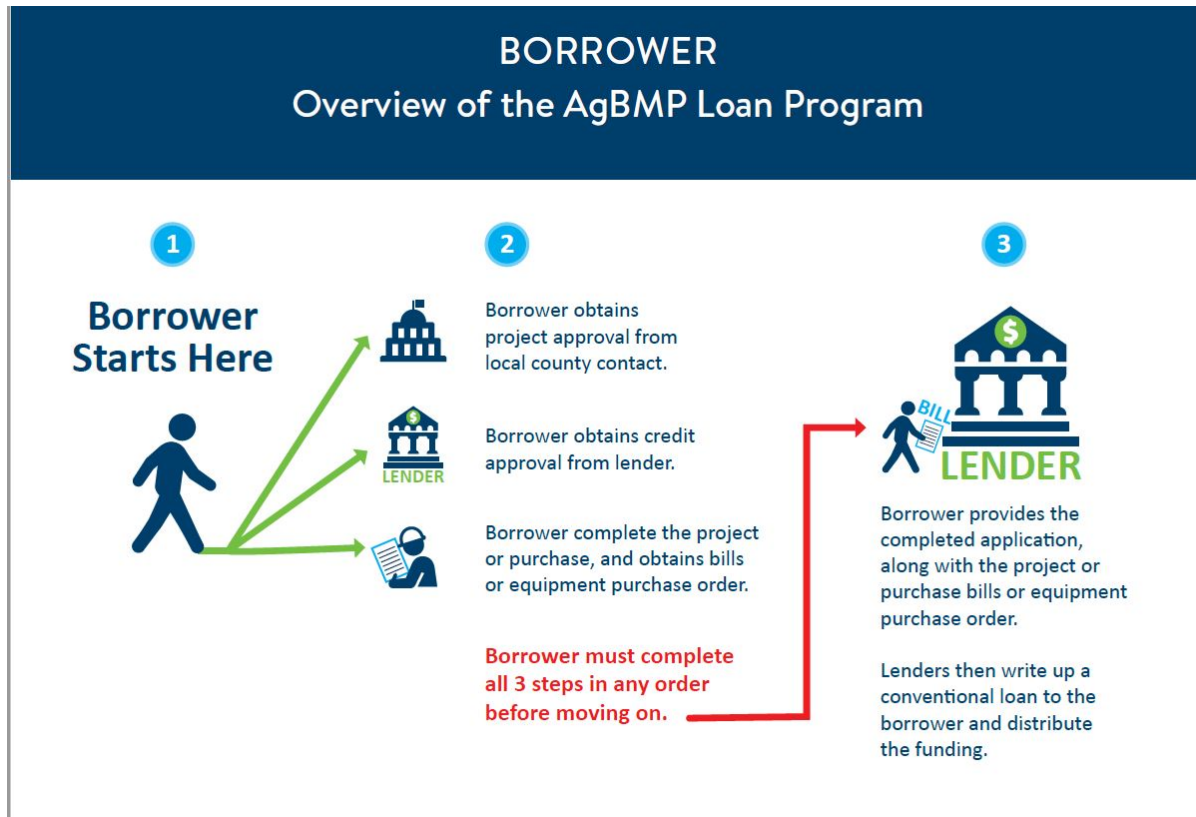 BORROWER
Overview of the AgBMP Loan Program
1
Borrower
Starts Here
2
Borrower obtains
project approval from
local county contact.
LENDER
Borrower obtains credit
approval from lender.
Borrower complete the project
or purchase, and obtains bills
or equipment purchase order.
Borrower must complete
all 3 steps in any order
before moving on.
3
$
BILL
LENDER
Borrower provides the
completed application,
along with the project or
purchase bills or equipment
purchase order.
Lenders then write up a
conventional loan to the
borrower and distribute
the funding.